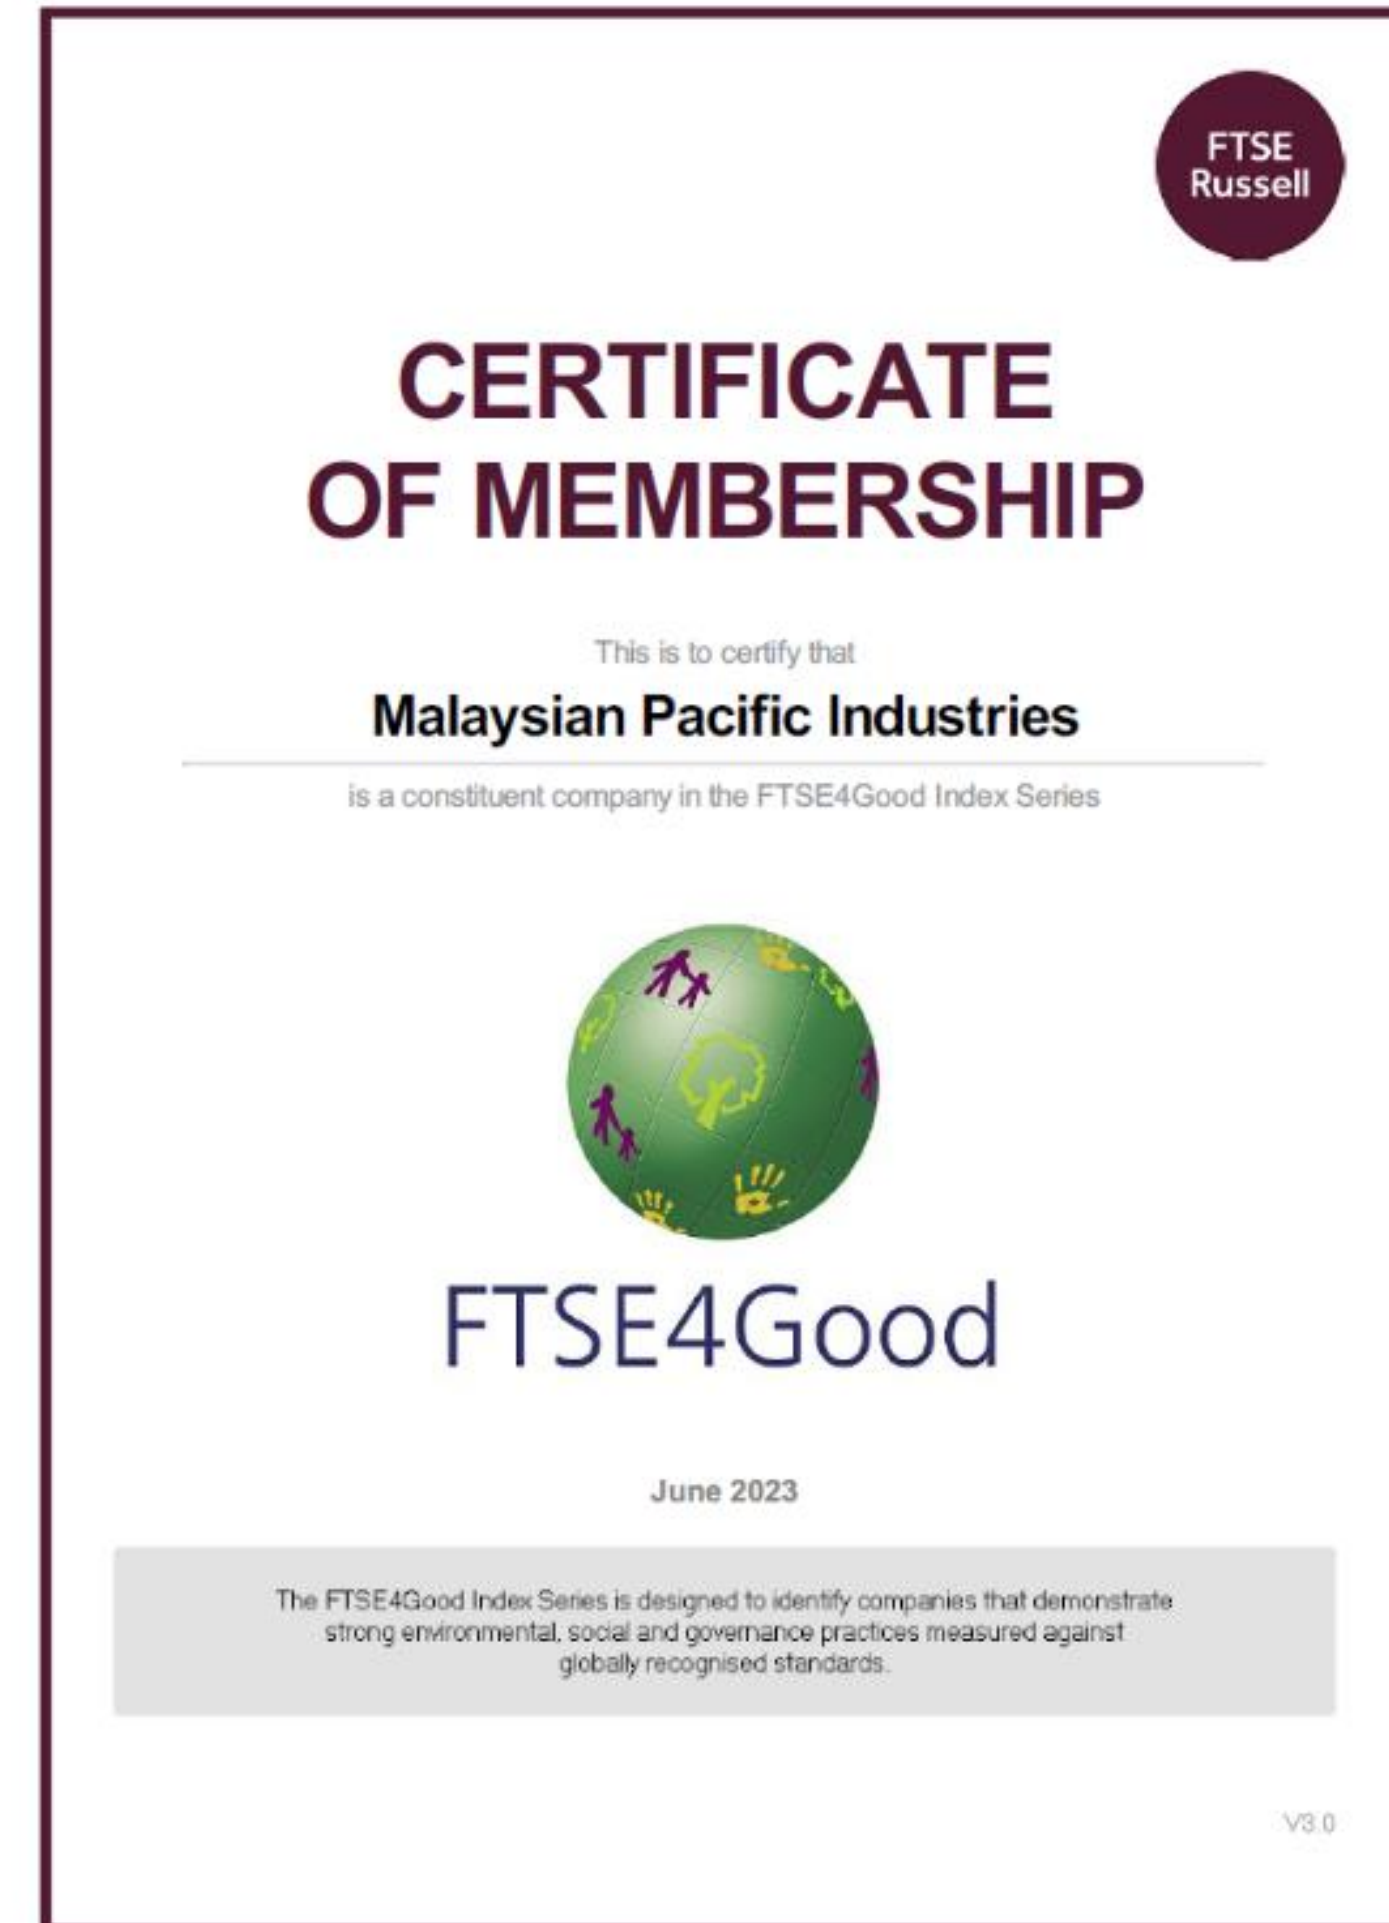 FTSE
Russell
CERTIFICATE
OF MEMBERSHIP
This is to certify that
Malaysian Pacific Industries
is a constituent company in the FTSE4Good Index Series
FTSE4Good
June 2023
The FTSE4Good Index Series is designed to identify companies that demonstrate
strong environmental, social and governance practices measured against
globally recognised standards.
V3.0